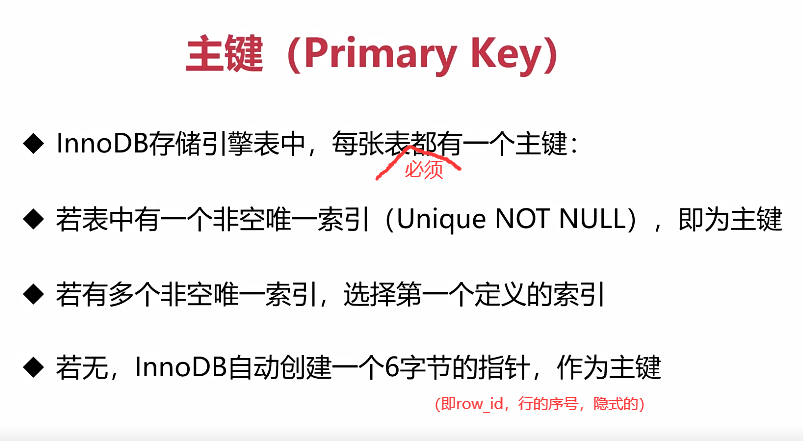 主键（Primary Key）
◆ InnoDB存储引擎表中，每张表都有一个主键：
必须
◆ 若表中有一个非空唯一索引（Unique NOT NULL），即为主键
◆ 若有多个非空唯一索引，选择第一个定义的索引
◆ 若无，InnoDB自动创建一个6字节的指针，作为主键
（即row_id，行的序号，隐式的）